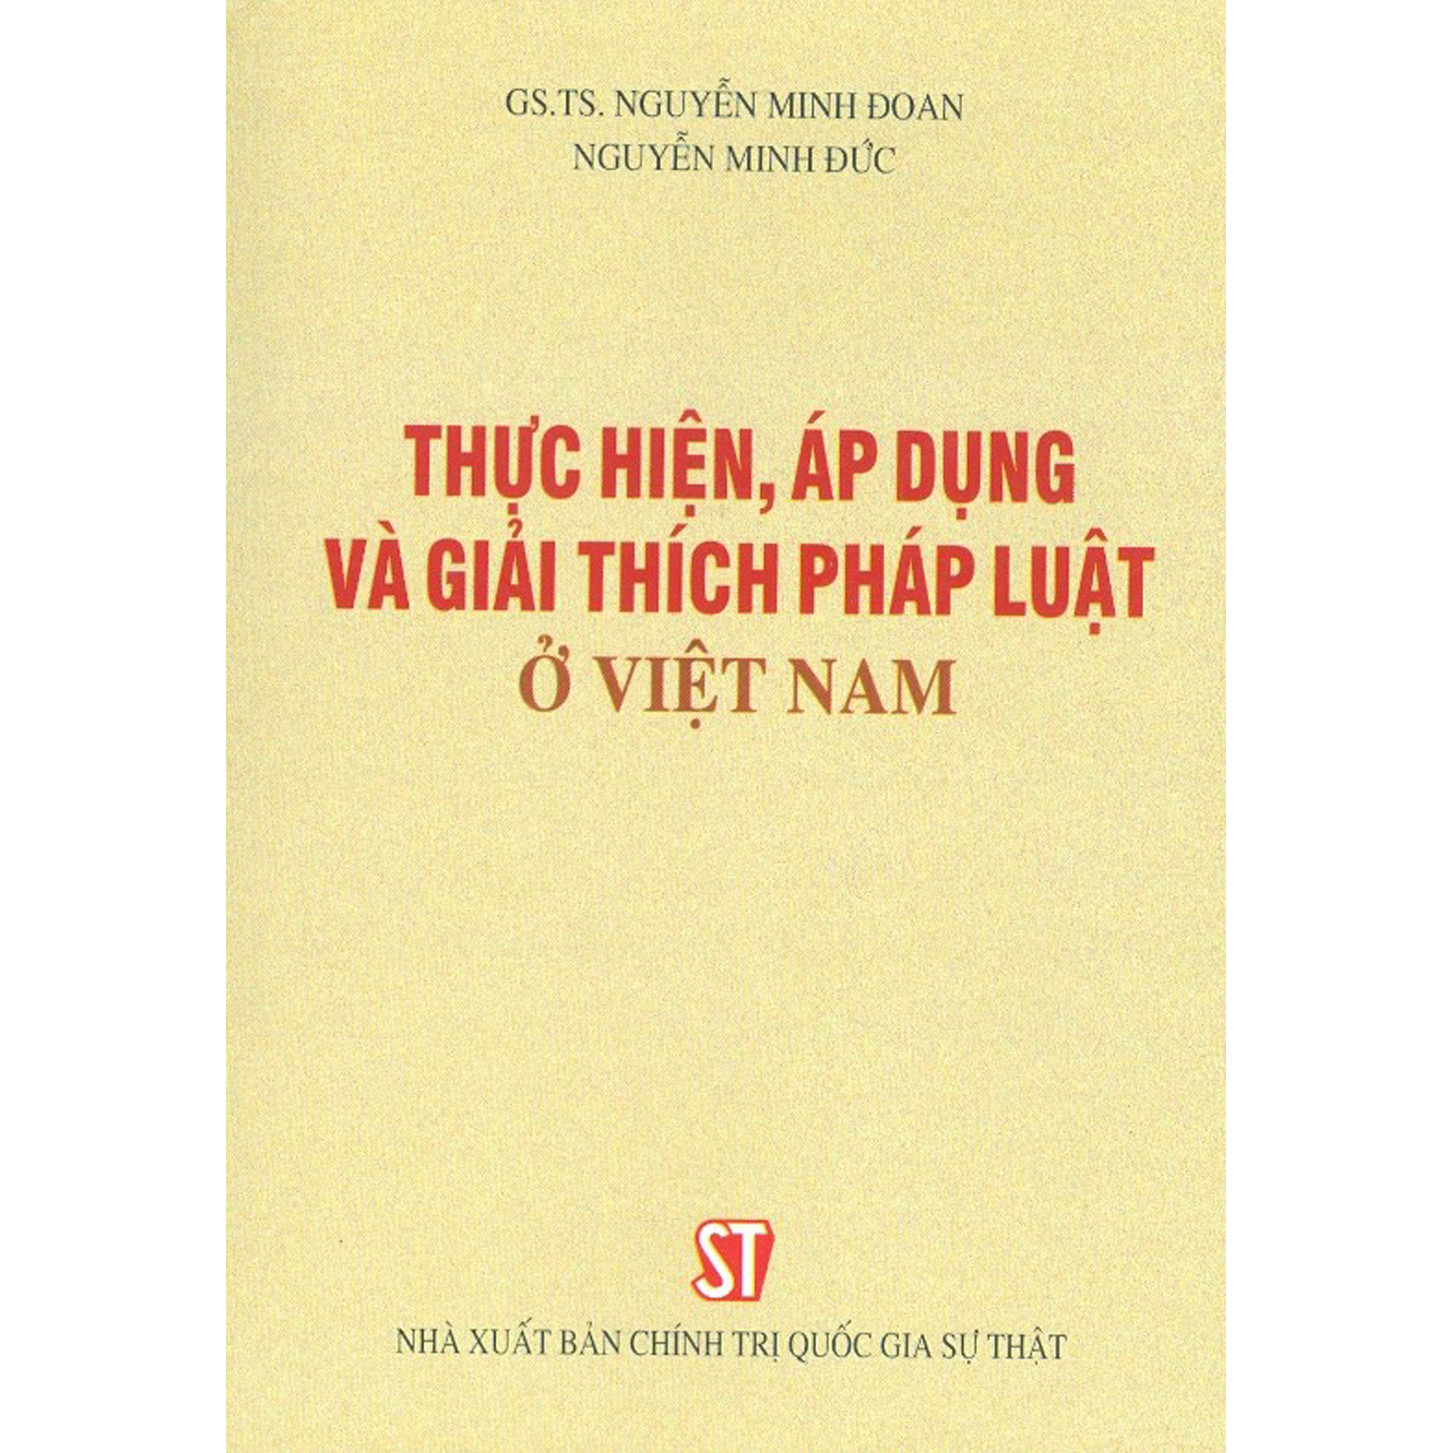 GS.TS. NGUYỄN MINH ĐOAN
NGUYỄN MINH ĐỨC
THỰC HIỆN, ÁP DỤNG
VÀ GIẢI THÍCH PHÁP LUẬT
Ở VIỆT NAM
ST
NHÀ XUẤT BẢN CHÍNH TRỊ QUỐC GIA SỰ THẬT